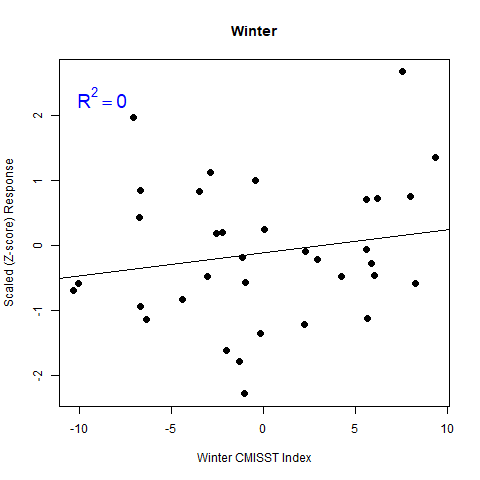 Winter
R² = 0
Scaled (Z-score) Response
2
1
0
-1
-2
-10 -5 0 5 10
Winter CMISST Index